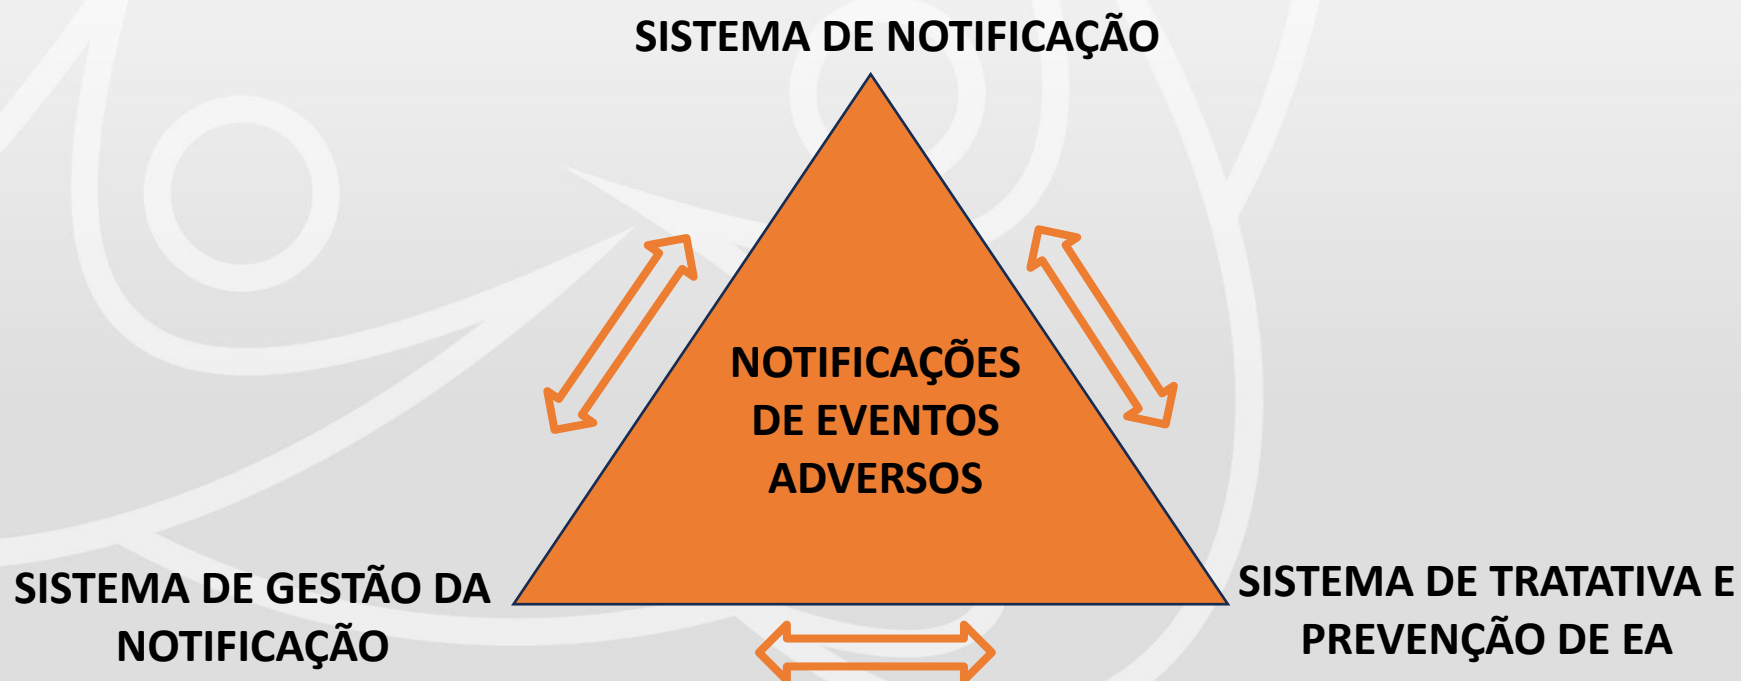 SISTEMA DE NOTIFICAÇÃO
NOTIFICAÇÕES
DE EVENTOS
ADVERSOS
SISTEMA DE GESTÃO DA
NOTIFICAÇÃO
SISTEMA DE TRATATIVA E
PREVENÇÃO DE EA